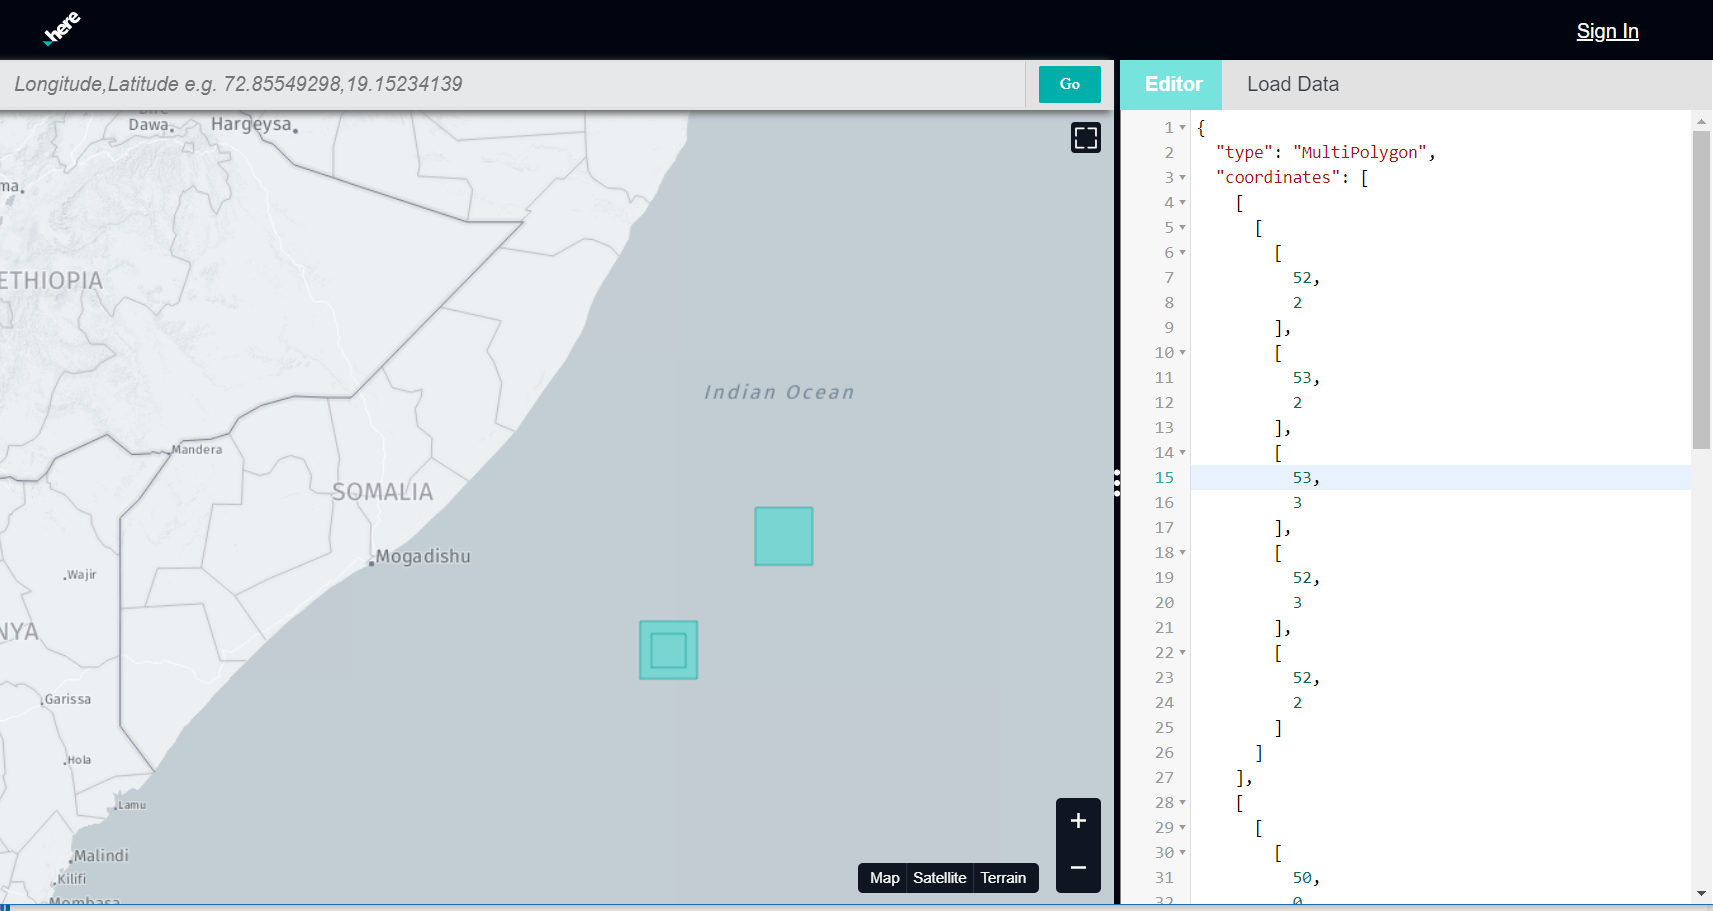 here
Sign In
Longitude,Latitude e.g. 72.85549298,19.15234139
Go
Editor
Load Data
Dawa
Hargeysa
ma
ETHIOPIA
Indian Ocean
Mandera
SOMALIA
Mogadishu
Wajir
NYA
Garissa
Hola
Lamu
Malindi
Kilifi
Mombasa
+
−
Map
Satellite
Terrain
1 {
2 "type": "MultiPolygon",
3 "coordinates": [
4 [
5 [
6 [
7 52,
8 2
9 ],
10 [
11 53,
12 2
13 ],
14 [
15 53,
16 3
17 ],
18 [
19 52,
20 3
21 ],
22 [
23 52,
24 2
25 ]
26 ]
27 ],
28 [
29 [
30 [
31 50,
32 0